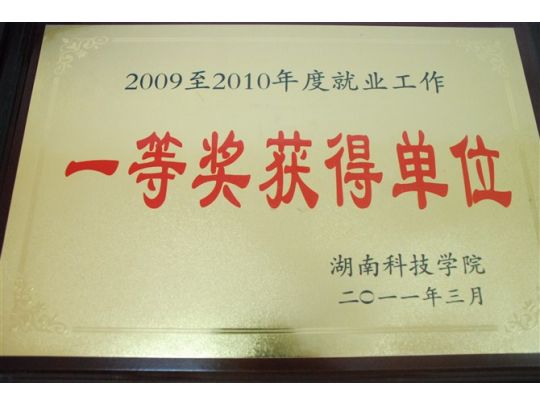 2009至2010年度就业工作
一等奖获得单位
湖南科技学院
二〇一一年三月